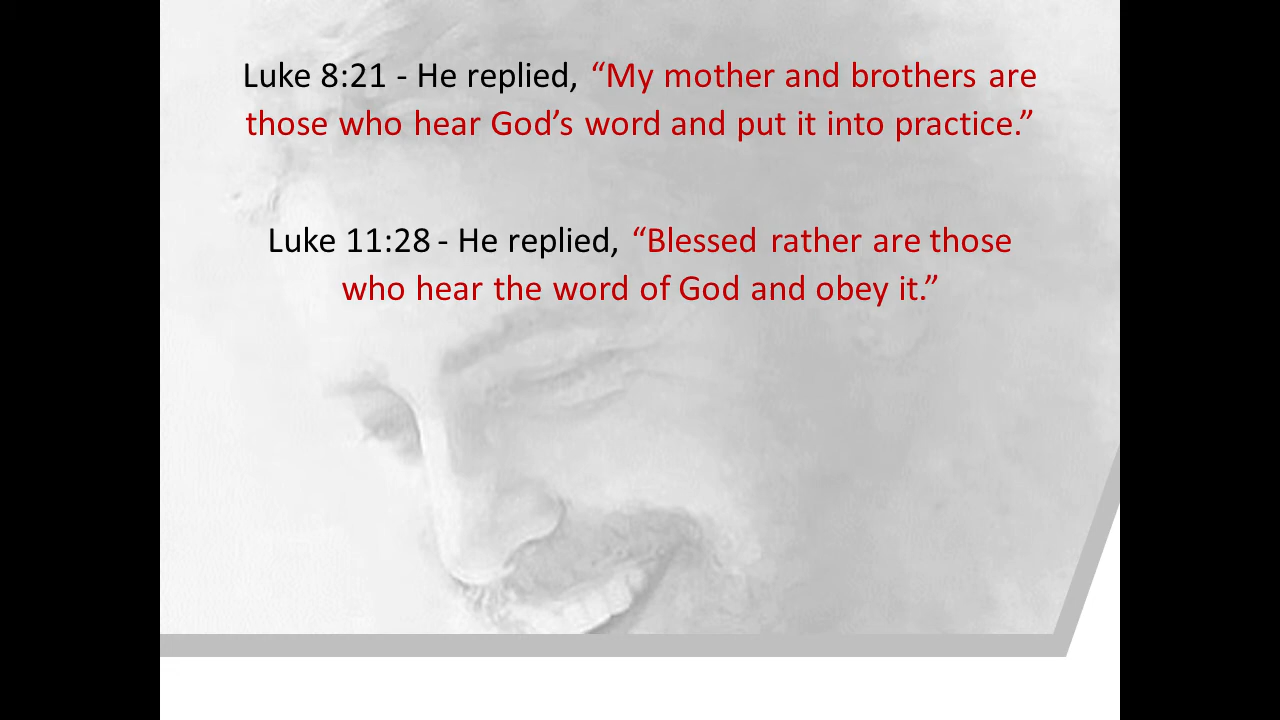 Luke 8:21 - He replied, “My mother and brothers are
those who hear God’s word and put it into practice.”
Luke 11:28 - He replied, “Blessed rather are those
who hear the word of God and obey it.”